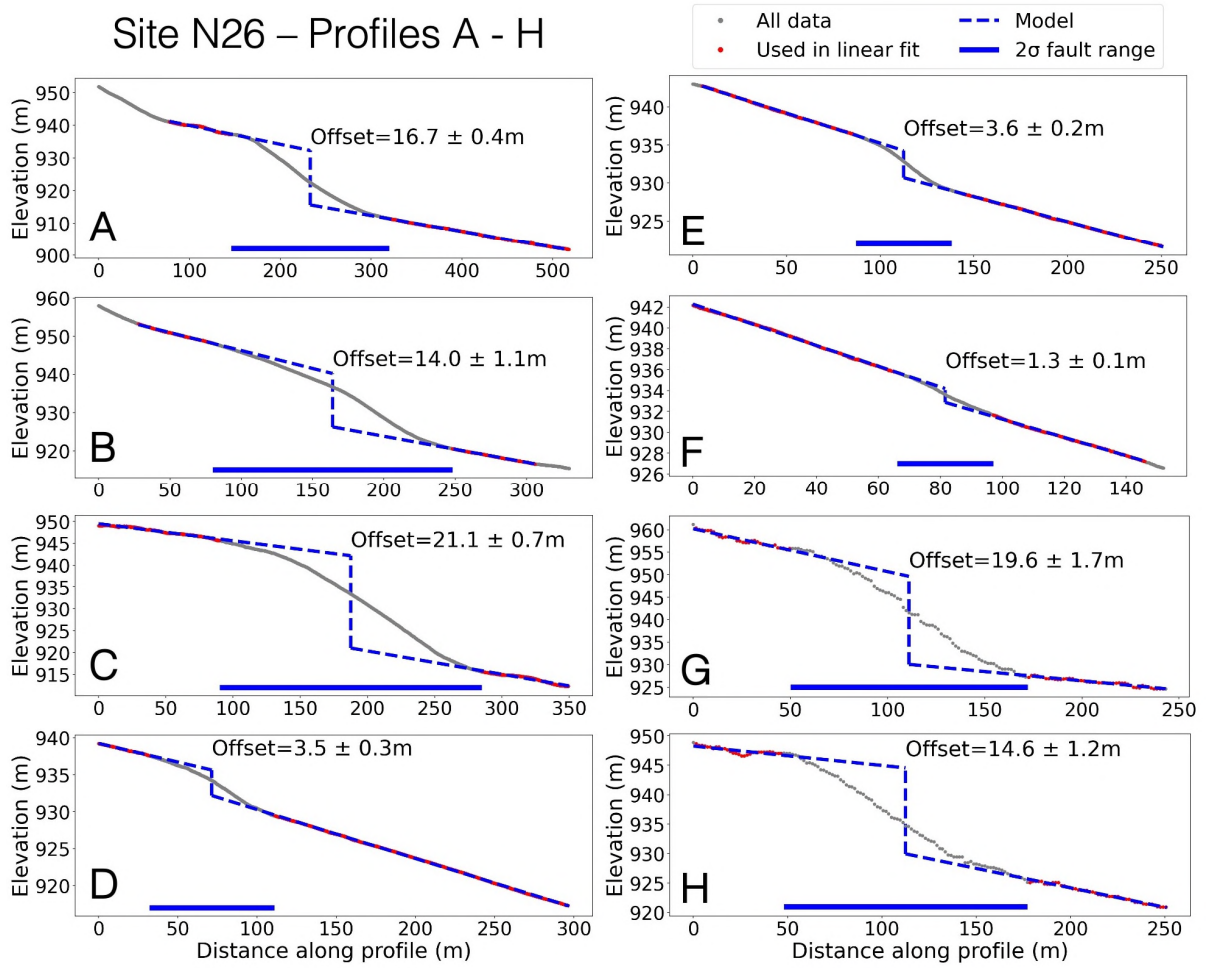 Site N26 – Profiles A - H
All data
Used in linear fit
Model
2σ fault range
Elevation (m)
950
940
930
920
910
900
Offset=16.7 ± 0.4m
A
0 100 200 300 400 500
Elevation (m)
960
950
940
930
920
Offset=14.0 ± 1.1m
B
0 50 100 150 200 250 300
Elevation (m)
950
945
940
935
930
925
920
915
Offset=21.1 ± 0.7m
C
0 50 100 150 200 250 300 350
Elevation (m)
940
935
930
925
920
Offset=3.5 ± 0.3m
D
0 50 100 150 200 250 300
Distance along profile (m)
Elevation (m)
940
935
930
925
Offset=3.6 ± 0.2m
E
0 50 100 150 200 250
Elevation (m)
942
940
938
936
934
932
930
928
926
Offset=1.3 ± 0.1m
F
0 20 40 60 80 100 120 140
Elevation (m)
960
955
950
945
940
935
930
925
Offset=19.6 ± 1.7m
G
0 50 100 150 200 250
Elevation (m)
950
945
940
935
930
925
920
Offset=14.6 ± 1.2m
H
0 50 100 150 200 250
Distance along profile (m)